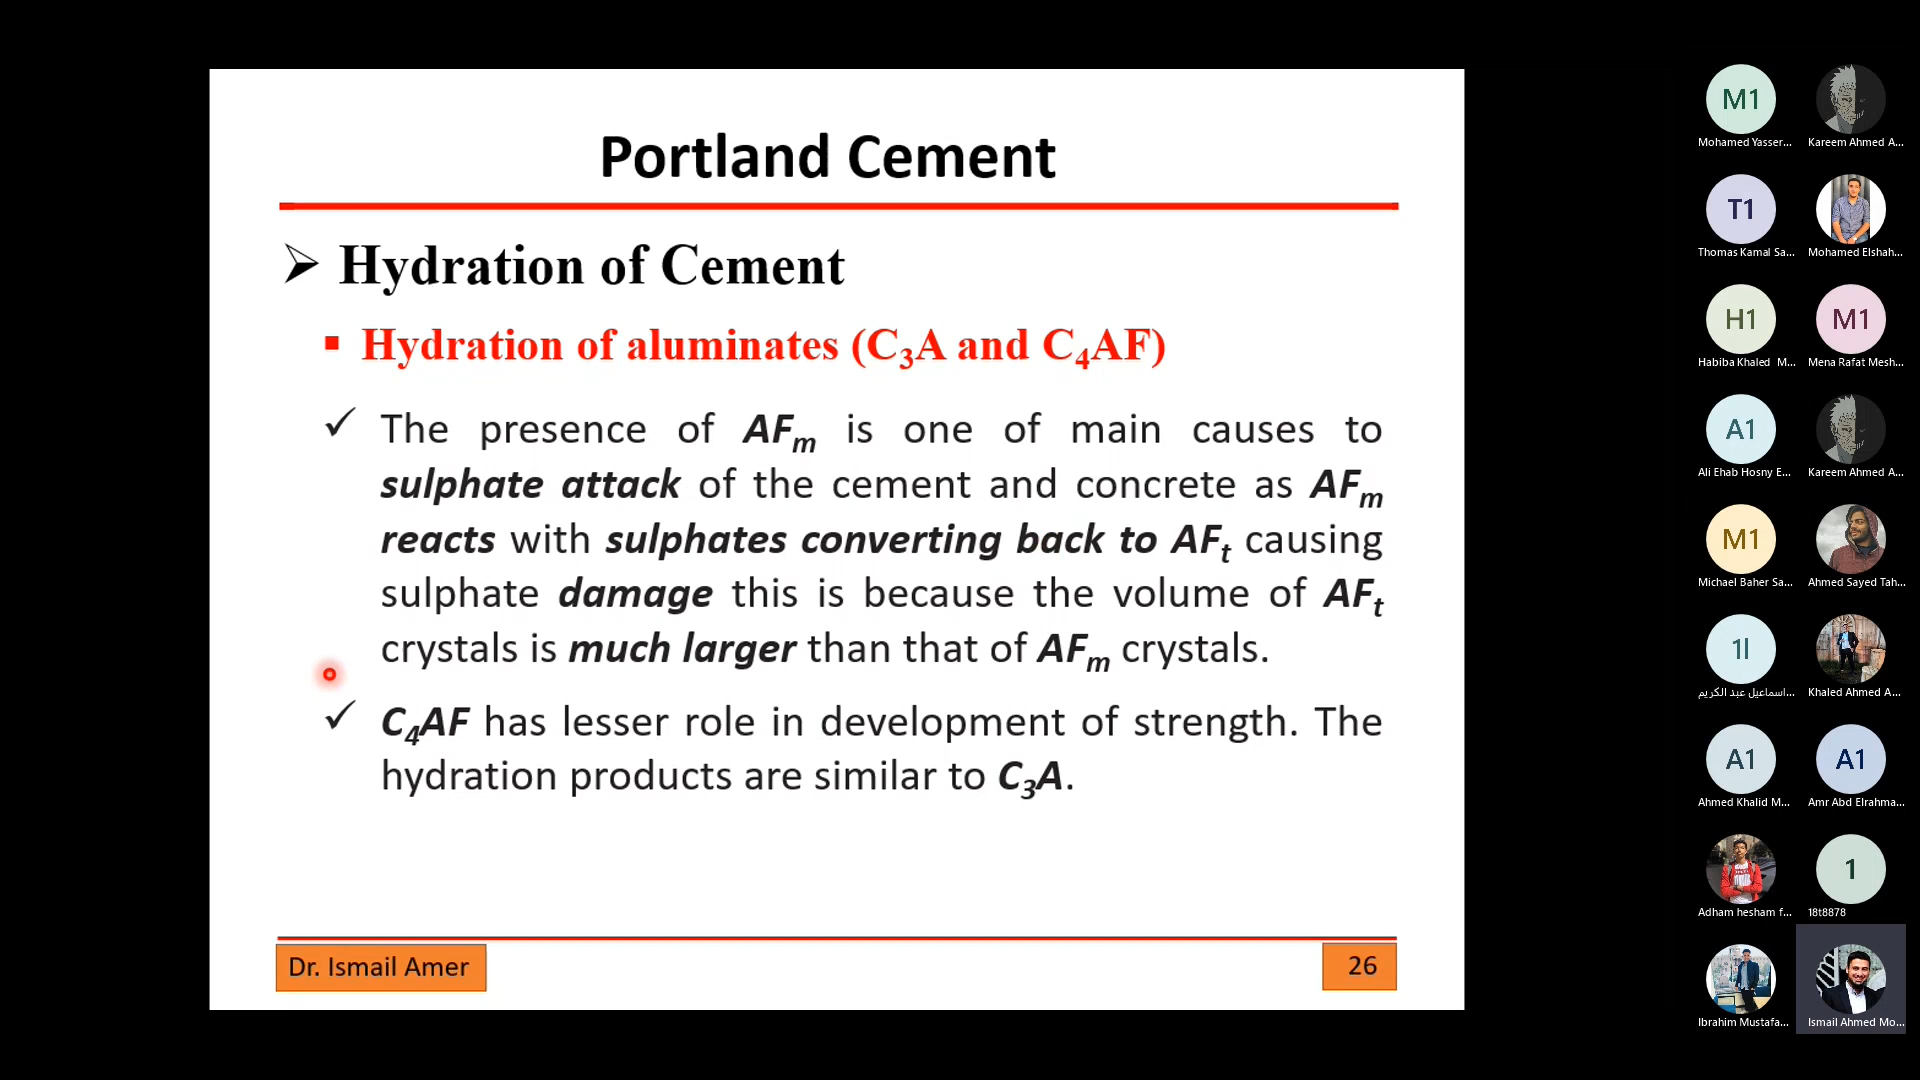 Portland Cement
➢ Hydration of Cement
▪ Hydration of aluminates (C₃A and C₄AF)
✓ The presence of AFₘ is one of main causes to
sulphate attack of the cement and concrete as AFₘ
reacts with sulphates converting back to AFₜ causing
sulphate damage this is because the volume of AFₜ
crystals is much larger than that of AFₘ crystals.
✓ C₄AF has lesser role in development of strength. The
hydration products are similar to C₃A.
Dr. Ismail Amer
26
M1
Mohamed Yasser...
Kareem Ahmed A...
T1
Thomas Kamal Sa...
Mohamed Elshah...
H1
Habiba Khaled M...
M1
Mena Rafat Mesh...
A1
Ali Ehab Hosny E...
Kareem Ahmed A...
M1
Michael Baher Sa...
Ahmed Sayed Tah...
1l
اسماعيل عبد الكريم...
Khaled Ahmed A...
A1
Ahmed Khalid M...
A1
Amr Abd Elrahma...
Adham hesham f...
1
18t8878
Ibrahim Mustafa...
Ismail Ahmed Mo...